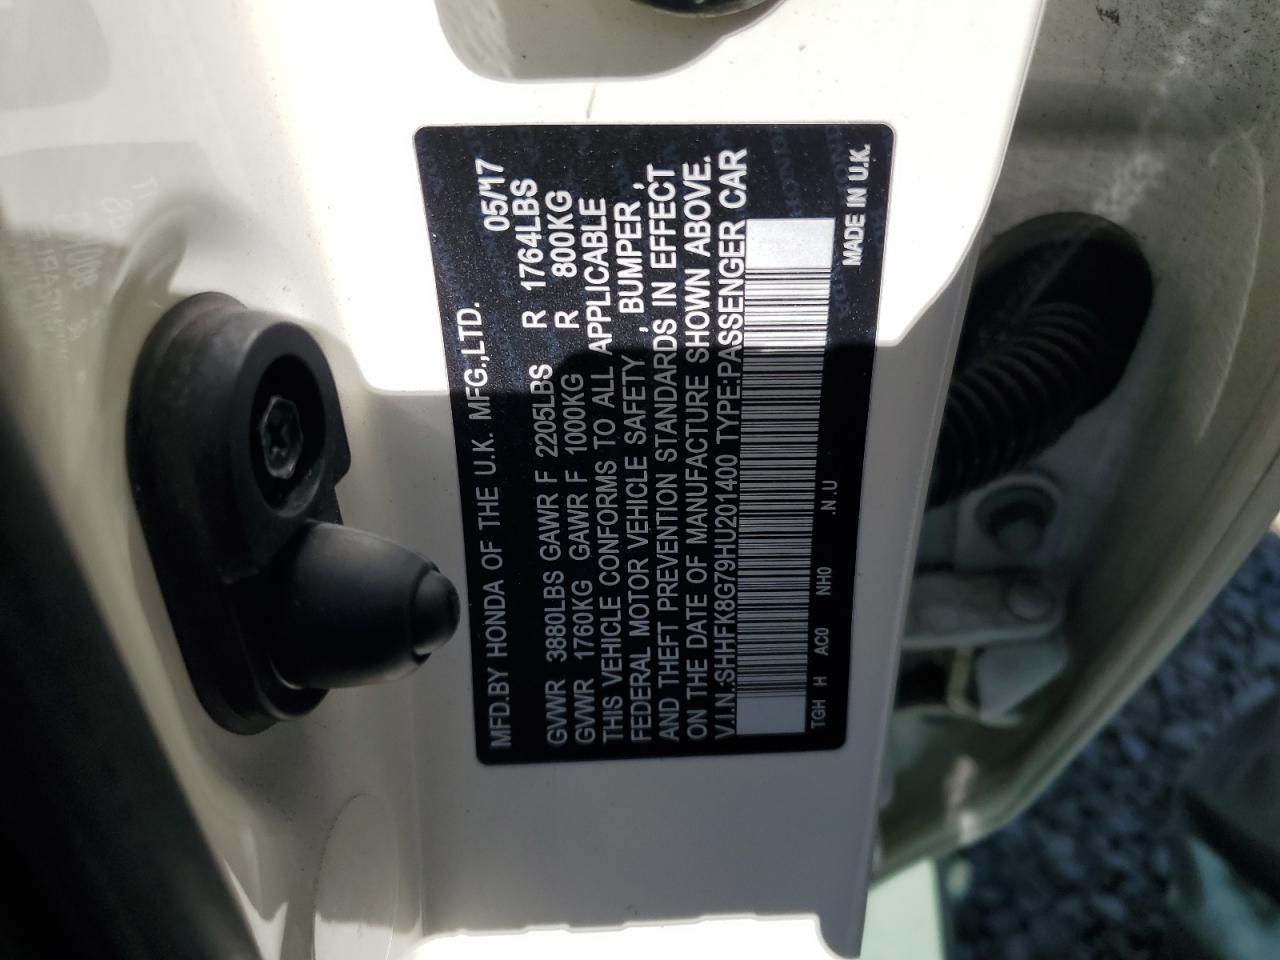 MFD.BY HONDA OF THE U.K. MFG.,LTD. 05/17
GVWR 3880LBS GAWR F 2205LBS R 1764LBS
GVWR 1760KG GAWR F 1000KG R 800KG
THIS VEHICLE CONFORMS TO ALL APPLICABLE
FEDERAL MOTOR VEHICLE SAFETY , BUMPER ,
AND THEFT PREVENTION STANDARDS IN EFFECT
ON THE DATE OF MANUFACTURE SHOWN ABOVE.
V.I.N.:SHHFK8G79HU201400 TYPE:PASSENGER CAR
TGH H AC0 NH0 .N.U
MADE IN U.K.